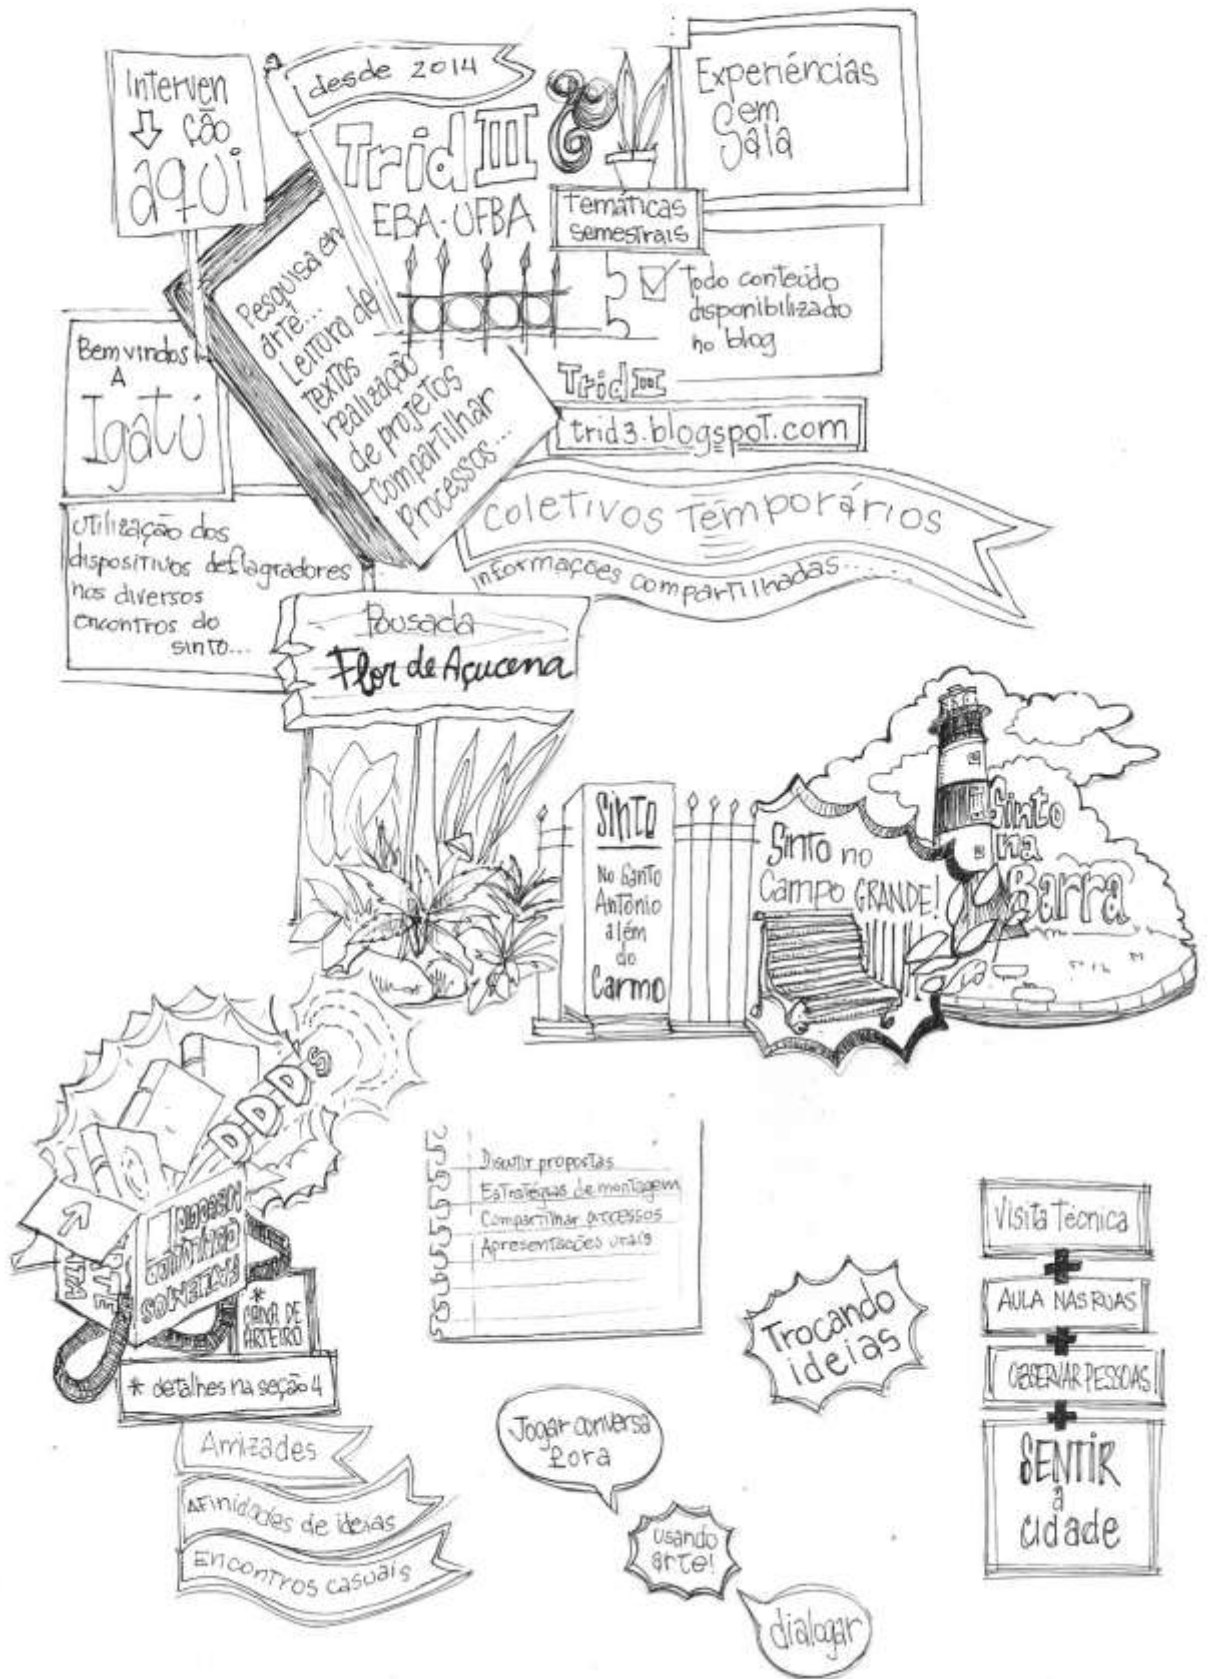 Interven
ção
aqui
desde 2014
Trid III
EBA-UFBA
Experiências
Sem
Sala
Temáticas
semestrais
Todo conteúdo
disponibilizado
no blog
Trid III
trid3.blogspot.com
Pesquisa em
arte...
Leitura de
textos
realização
de projetos
Compartilhar
Processos...
Bem vindos
A
Igatú
Coletivos Temporários
Informações compartilhadas......
Utilização dos
dispositivos deflagradores
nos diversos
encontros do
sinto...
Pousada
Flor de Açucena
Sinto
No Santo
Antônio
além
do
Carmo
Sinto no
Campo GRANDE!
Sinto
na
Barra
D-D-D's
ARTE
* 
CAIXA DE
ARTEIRO
* detalhes na seção 4
Discutir propostas
Estratégias de montagem
Compartilhar processos
Apresentações
Trocando
ideias
Visita Técnica
AULA NAS RUAS
OBSERVAR PESSOAS
SENTIR
a
cidade
Amizades
Afinidades de ideias
Encontros casuais
Jogar conversa
fora
usando
arte!
dialogar